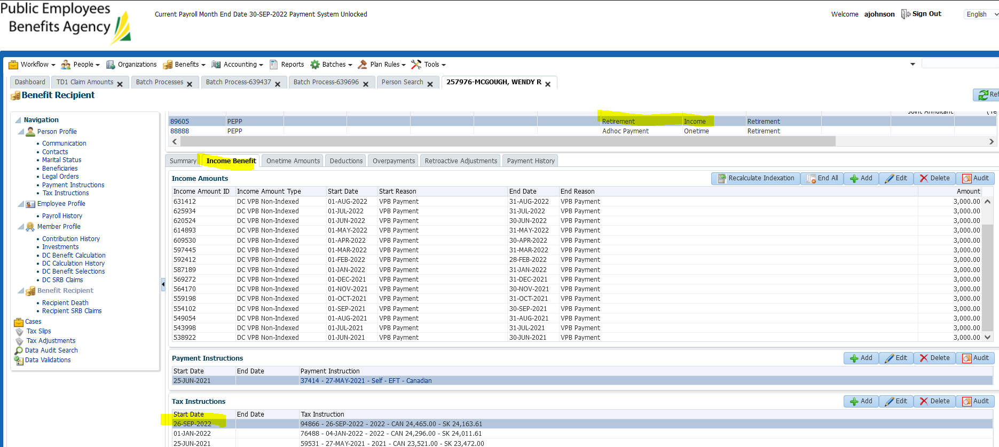 Public Employees
Benefits Agency
Current Payroll Month End Date 30-SEP-2022 Payment System Unlocked
Welcome ajohnson Sign Out English
Workflow People Organizations Benefits Accounting Reports Batches Plan Rules Tools
Dashboard TD1 Claim Amounts Batch Processes Batch Process-639437 Batch Process-639696 Person Search 257976-MCGOUGH, WENDY R
Benefit Recipient
Ref
Navigation
Person Profile
Communication
Contacts
Marital Status
Beneficiaries
Legal Orders
Payment Instructions
Tax Instructions
Employee Profile
Payroll History
Member Profile
Contribution History
Investments
DC Benefit Calculation
DC Calculation History
DC Benefit Selections
DC SRB Claims
Benefit Recipient
Recipient Death
Recipient SRB Claims
Cases
Tax Slips
Tax Adjustments
Data Audit Search
Data Validations
Joint Annuitant
89605 PEPP Retirement Income Retirement
88888 PEPP Adhoc Payment Onetime Retirement
Summary Income Benefit Onetime Amounts Deductions Overpayments Retroactive Adjustments Payment History
Income Amounts Recalculate Indexation End All Add Edit Delete Audit
Income Amount ID Income Amount Type Start Date Start Reason End Date End Reason Amount
631412 DC VPB Non-Indexed 01-AUG-2022 VPB Payment 31-AUG-2022 VPB Payment 3,000.00
625934 DC VPB Non-Indexed 01-JUL-2022 VPB Payment 31-JUL-2022 VPB Payment 3,000.00
620524 DC VPB Non-Indexed 01-JUN-2022 VPB Payment 30-JUN-2022 VPB Payment 3,000.00
614893 DC VPB Non-Indexed 01-MAY-2022 VPB Payment 31-MAY-2022 VPB Payment 3,000.00
609530 DC VPB Non-Indexed 01-APR-2022 VPB Payment 30-APR-2022 VPB Payment 3,000.00
597445 DC VPB Non-Indexed 01-MAR-2022 VPB Payment 31-MAR-2022 VPB Payment 3,000.00
592412 DC VPB Non-Indexed 01-FEB-2022 VPB Payment 28-FEB-2022 VPB Payment 3,000.00
587189 DC VPB Non-Indexed 01-JAN-2022 VPB Payment 31-JAN-2022 VPB Payment 3,000.00
569272 DC VPB Non-Indexed 01-DEC-2021 VPB Payment 31-DEC-2021 VPB Payment 3,000.00
564170 DC VPB Non-Indexed 01-NOV-2021 VPB Payment 30-NOV-2021 VPB Payment 3,000.00
559198 DC VPB Non-Indexed 01-OCT-2021 VPB Payment 31-OCT-2021 VPB Payment 3,000.00
554102 DC VPB Non-Indexed 01-SEP-2021 VPB Payment 30-SEP-2021 VPB Payment 3,000.00
549054 DC VPB Non-Indexed 01-AUG-2021 VPB Payment 31-AUG-2021 VPB Payment 3,000.00
543998 DC VPB Non-Indexed 01-JUL-2021 VPB Payment 31-JUL-2021 VPB Payment 3,000.00
538922 DC VPB Non-Indexed 01-JUN-2021 VPB Payment 30-JUN-2021 VPB Payment 3,000.00
Payment Instructions Add Edit Delete Audit
Start Date End Date Payment Instruction
25-JUN-2021 37414 - 27-MAY-2021 - Self - EFT - Canadian
Tax Instructions Add Edit Delete Audit
Start Date End Date Tax Instruction
26-SEP-2022 94866 - 26-SEP-2022 - 2022 - CAN 24,465.00 - SK 24,163.61
01-JAN-2022 76488 - 04-JAN-2022 - 2022 - CAN 24,296.00 - SK 24,011.61
25-JUN-2021 59531 - 27-MAY-2021 - 2021 - CAN 23,521.00 - SK 23,472.00